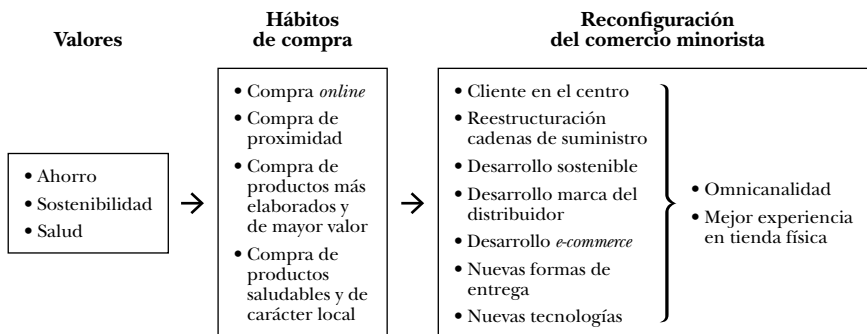 Valores
• Ahorro
• Sostenibilidad
• Salud
Hábitos
de compra
• Compra online
• Compra de
proximidad
• Compra de
productos más
elaborados y
de mayor valor
• Compra de
productos
saludables y de
carácter local
Reconfiguración
del comercio minorista
• Cliente en el centro
• Reestructuración
cadenas de suministro
• Desarrollo sostenible
• Desarrollo marca del
distribuidor
• Desarrollo e-commerce
• Nuevas formas de
entrega
• Nuevas tecnologías
• Omnicanalidad
• Mejor experiencia
en tienda física